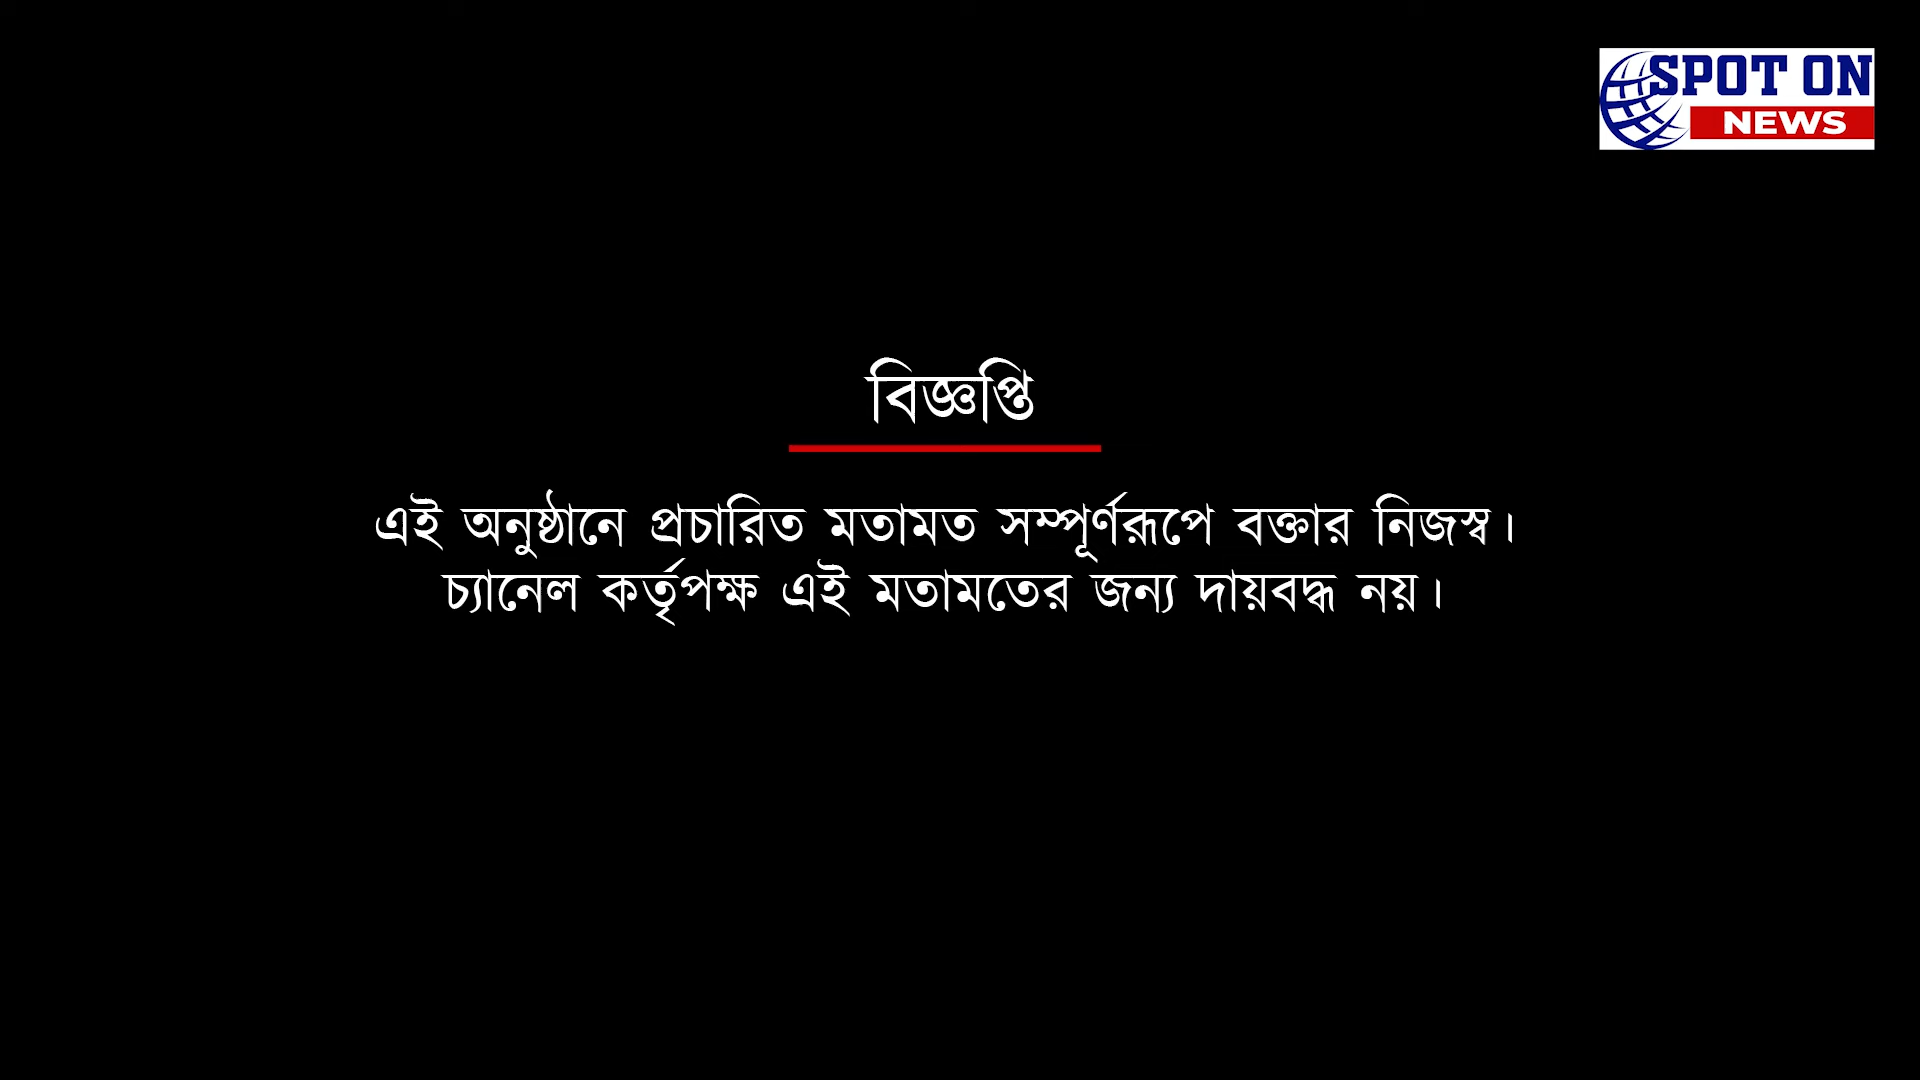 SPOT ON
NEWS
বিজ্ঞপ্তি
এই অনুষ্ঠানে প্রচারিত মতামত সম্পূর্ণরূপে বক্তার নিজস্ব।
চ্যানেল কর্তৃপক্ষ এই মতামতের জন্য দায়বদ্ধ নয়।